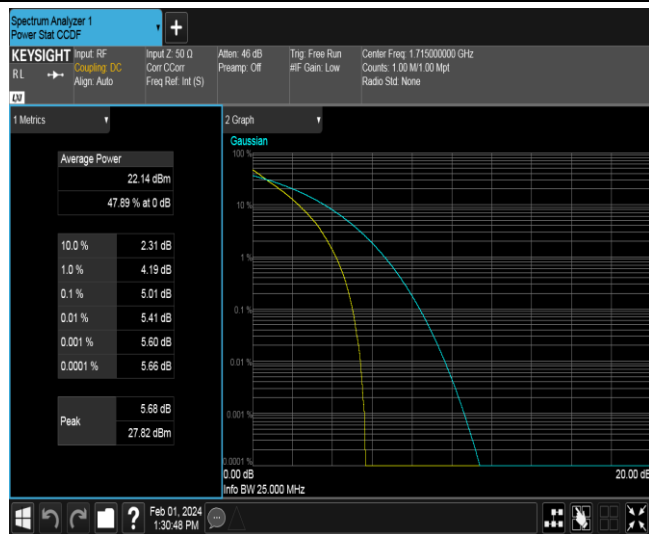 Spectrum Analyzer 1
Power Stat CCDF
+
KEYSIGHT
RL
LXI
Input: RF
Coupling: DC
Align: Auto
Input Z: 50 Ω
Corr CCorr
Freq Ref: Int (S)
Atten: 46 dB
Preamp: Off
Trig: Free Run
#IF Gain: Low
Center Freq: 1.715000000 GHz
Counts: 1.00 M/1.00 Mpt
Radio Std: None
1 Metrics
Average Power
22.14 dBm
47.89 % at 0 dB
10.0 % 2.31 dB
1.0 % 4.19 dB
0.1 % 5.01 dB
0.01 % 5.41 dB
0.001 % 5.60 dB
0.0001 % 5.66 dB
Peak
5.68 dB
27.82 dBm
2 Graph
Gaussian
100 %
10 %
1 %
0.1 %
0.01 %
0.001 %
0.0001 %
0.00 dB
20.00 dB
Info BW 25.000 MHz
?
Feb 01, 2024
1:30:48 PM